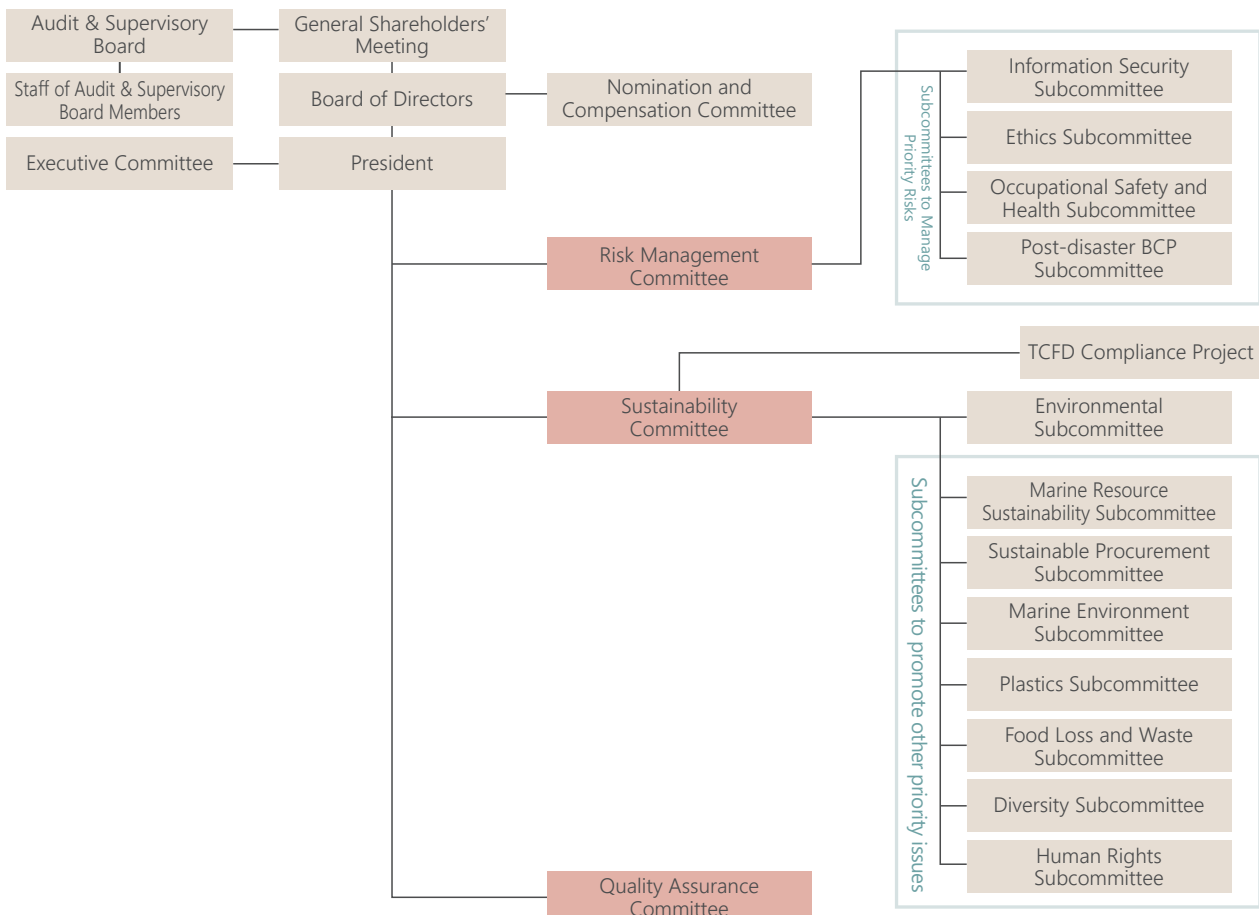 Audit & Supervisory
Board
General Shareholders’
Meeting
Staff of Audit & Supervisory
Board Members
Board of Directors
Nomination and
Compensation Committee
Executive Committee
President
Risk Management
Committee
Subcommittees to Manage
Priority Risks
Information Security
Subcommittee
Ethics Subcommittee
Occupational Safety and
Health Subcommittee
Post-disaster BCP
Subcommittee
TCFD Compliance Project
Sustainability
Committee
Environmental
Subcommittee
Subcommittees to promote other priority issues
Marine Resource
Sustainability Subcommittee
Sustainable Procurement
Subcommittee
Marine Environment
Subcommittee
Plastics Subcommittee
Food Loss and Waste
Subcommittee
Diversity Subcommittee
Human Rights
Subcommittee
Quality Assurance
Committee